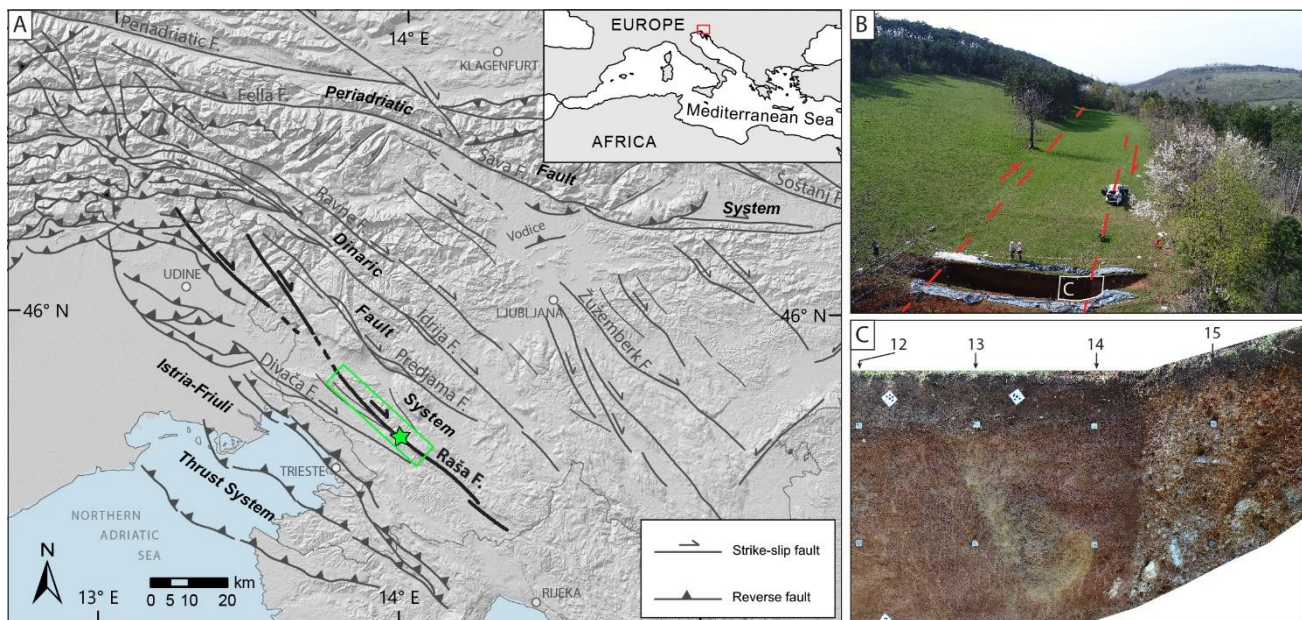 A
14° E
EUROPE
Mediterranean Sea
AFRICA
Periadriatic F.
KLAGENFURT
Fella F.
Periadriatic
Sava F.
Fault
Šoštanj F.
System
Ravne F.
Vodice
Dinaric
UDINE
46° N
46° N
Fault
Idrija F.
LJUBLJANA
Žužemberk F.
Divača F.
Predjama F.
Istria-Friuli
System
Raša F.
Thrust System
TRIESTE
NORTHERN
ADRIATIC
SEA
N
km
0 5 10 20
13° E
14° E
RIJEKA
Strike-slip fault
Reverse fault
B
C
C
12
13
14
15